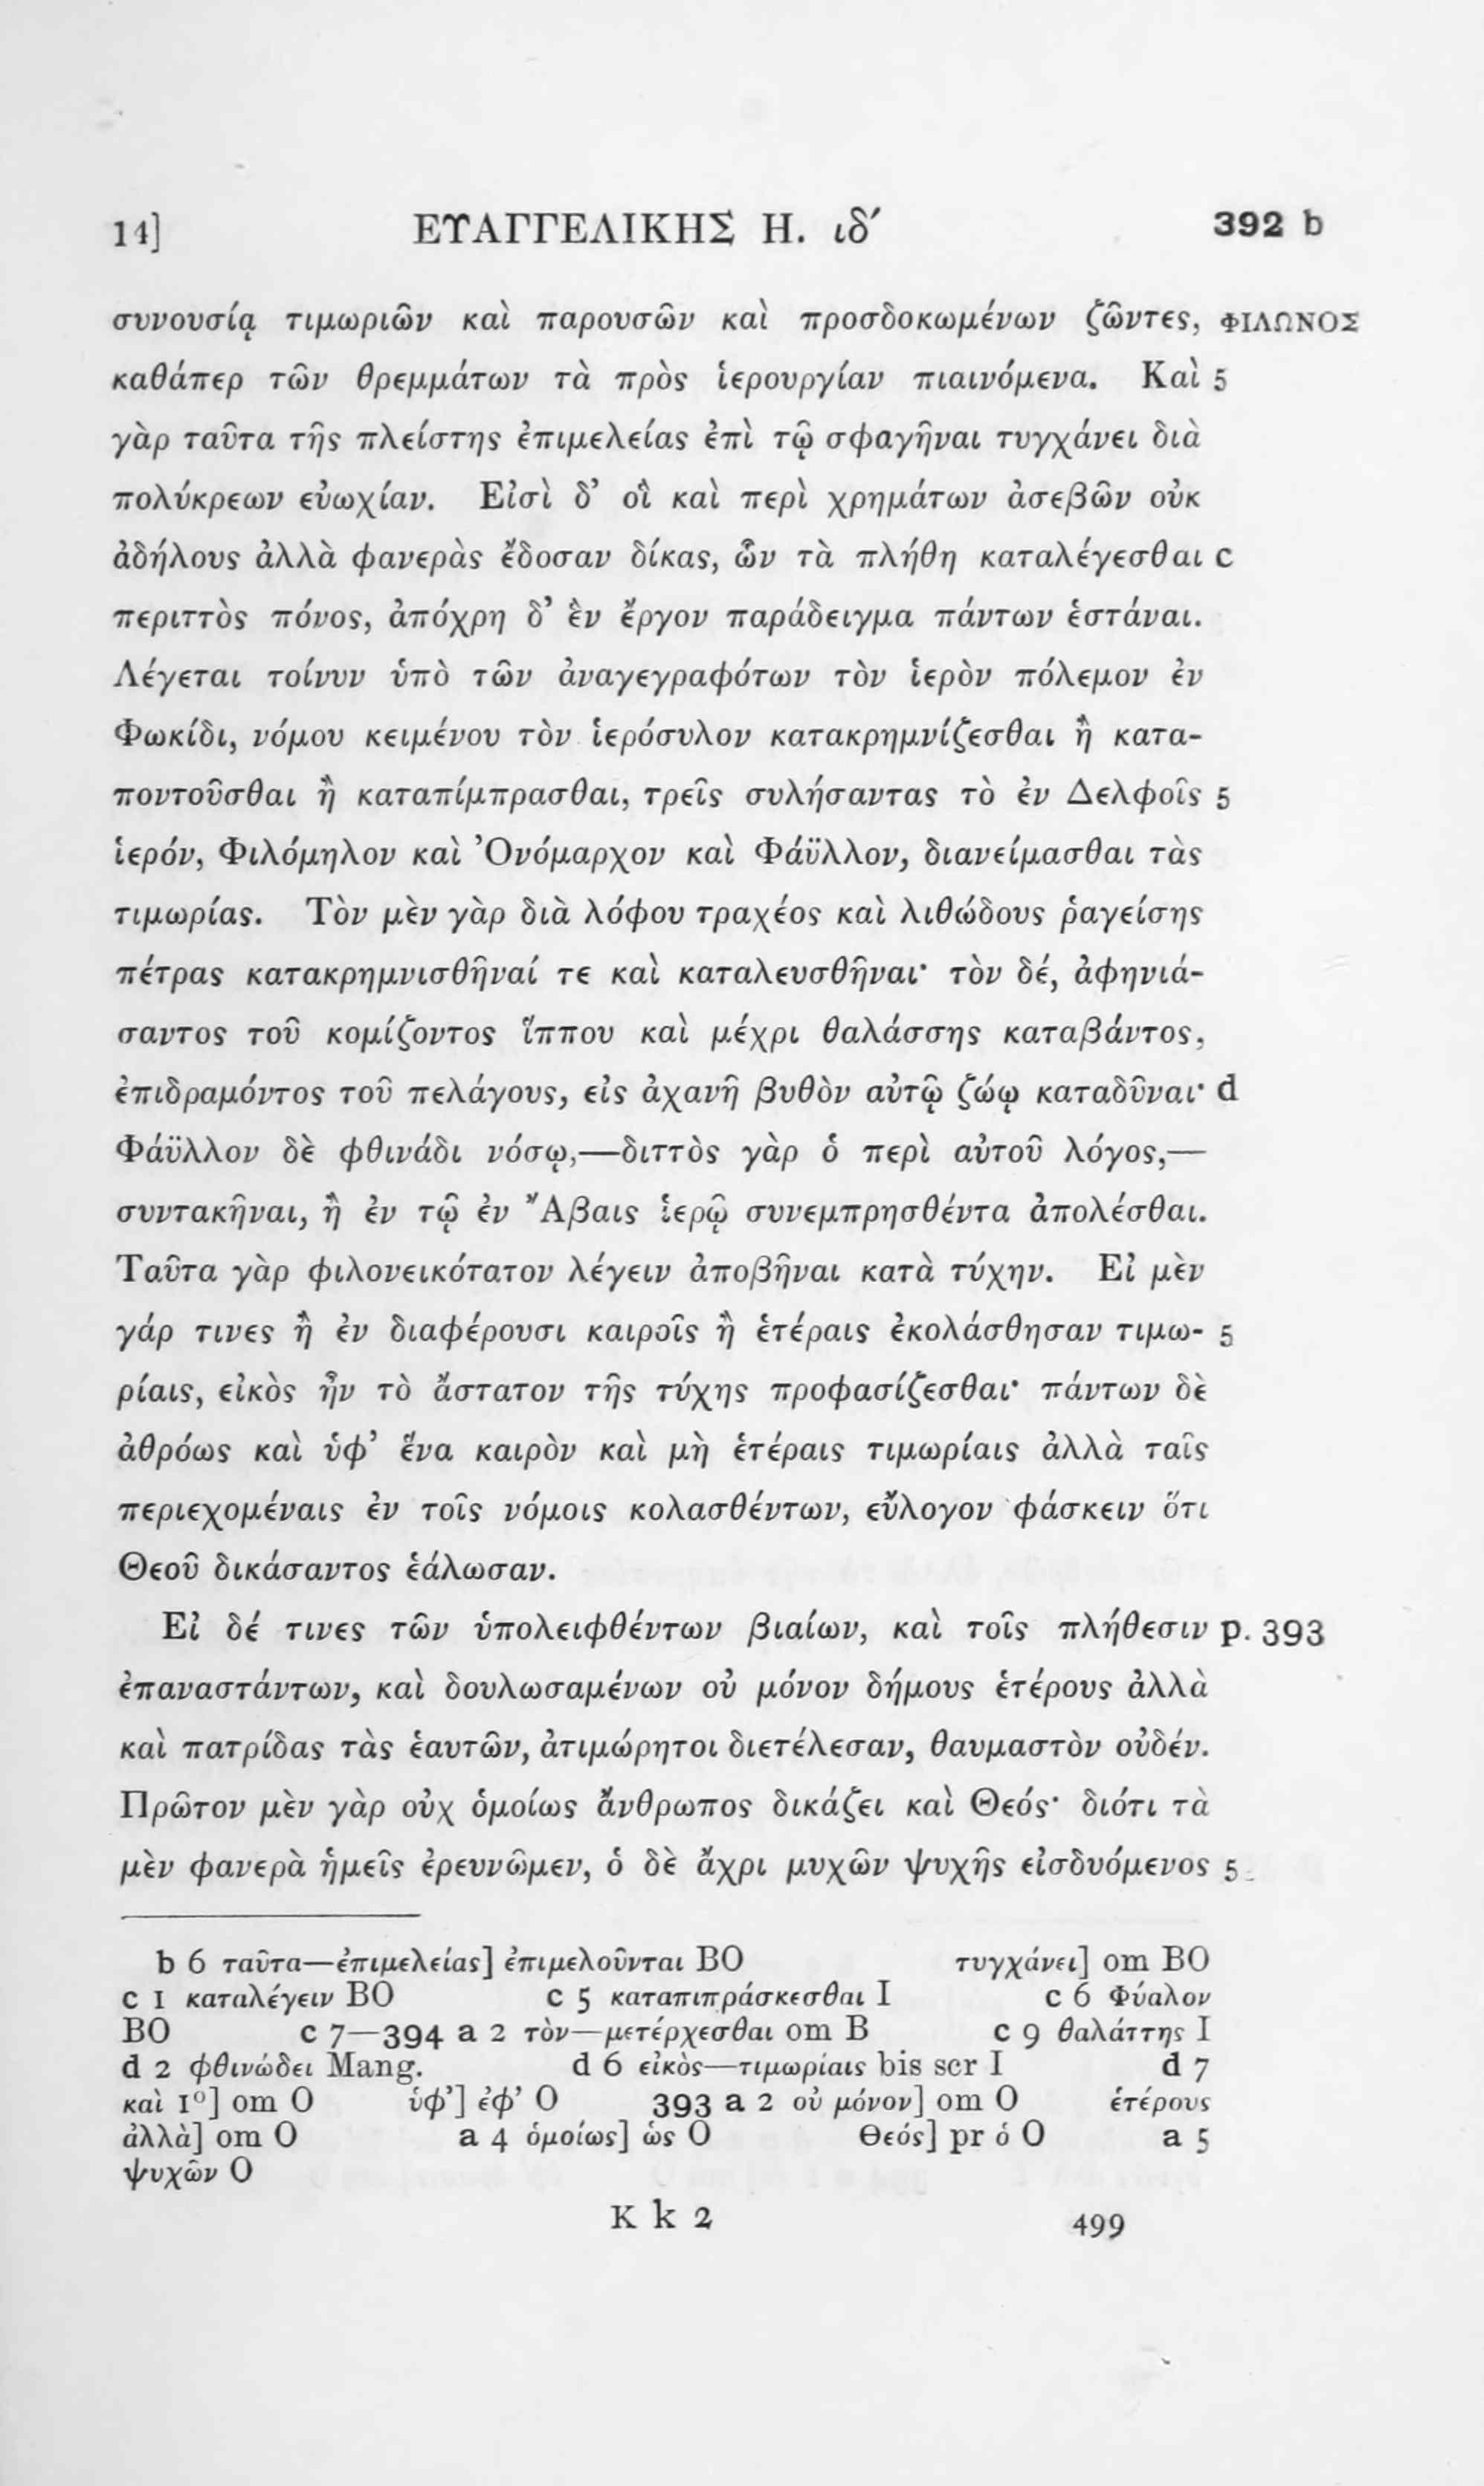 14] ΕΥΑΓΓΕΛΙΚΗΣ Η. ιδ′ 392 b
συνουσίᾳ τιμωριῶν καὶ παρουσῶν καὶ προσδοκωμένων ζῶντες, ΦΙΛΩΝΟΣ
καθάπερ τῶν θρεμμάτων τὰ πρὸς ἱερουργίαν πιαινόμενα. Καὶ 5
γὰρ ταῦτα τῆς πλείστης ἐπιμελείας ἐπὶ τῷ σφαγῆναι τυγχάνει διὰ
πολύκρεων εὐωχίαν. Εἰσὶ δ’ οἳ καὶ περὶ χρημάτων ἀσεβῶν οὐκ
ἀδήλους ἀλλὰ φανερὰς ἔδοσαν δίκας, ὧν τὰ πλήθη καταλέγεσθαι c
περιττὸς πόνος, ἀπόχρη δ’ ἓν ἔργον παράδειγμα πάντων ἑστάναι.
Λέγεται τοίνυν ὑπὸ τῶν ἀναγεγραφότων τὸν ἱερὸν πόλεμον ἐν
Φωκίδι, νόμου κειμένου τὸν ἱερόσυλον κατακρημνίζεσθαι ἢ κατα-
ποντοῦσθαι ἢ καταπίμπρασθαι, τρεῖς συλήσαντας τὸ ἐν Δελφοῖς 5
ἱερόν, Φιλόμηλον καὶ Ὀνόμαρχον καὶ Φάϋλλον, διανείμασθαι τὰς
τιμωρίας. Τὸν μὲν γὰρ διὰ λόφου τραχέος καὶ λιθώδους ῥαγείσης
πέτρας κατακρημνισθῆναί τε καὶ καταλευσθῆναι· τὸν δέ, ἀφηνιά-
σαντος τοῦ κομίζοντος ἵππου καὶ μέχρι θαλάσσης καταβάντος,
ἐπιδραμόντος τοῦ πελάγους, εἰς ἀχανῆ βυθὸν αὐτῷ ζώῳ καταδῦναι· d
Φάϋλλον δὲ φθινάδι νόσῳ,—διττὸς γὰρ ὁ περὶ αὐτοῦ λόγος,—
συντακῆναι, ἢ ἐν τῷ ἐν Ἄβαις ἱερῷ συνεμπρησθέντα ἀπολέσθαι.
Ταῦτα γὰρ φιλονεικότατον λέγειν ἀποβῆναι κατὰ τύχην. Εἰ μὲν
γάρ τινες ἢ ἐν διαφέρουσι καιροῖς ἢ ἑτέραις ἐκολάσθησαν τιμω- 5
ρίαις, εἰκὸς ἦν τὸ ἄστατον τῆς τύχης προφασίζεσθαι· πάντων δὲ
ἀθρόως καὶ ὑφ’ ἕνα καιρὸν καὶ μὴ ἑτέραις τιμωρίαις ἀλλὰ ταῖς
περιεχομέναις ἐν τοῖς νόμοις κολασθέντων, εὔλογον φάσκειν ὅτι
Θεοῦ δικάσαντος ἑάλωσαν.
Εἰ δέ τινες τῶν ὑπολειφθέντων βιαίων, καὶ τοῖς πλήθεσιν p. 393
ἐπαναστάντων, καὶ δουλωσαμένων οὐ μόνον δήμους ἑτέρους ἀλλὰ
καὶ πατρίδας τὰς ἑαυτῶν, ἀτιμώρητοι διετέλεσαν, θαυμαστὸν οὐδέν.
Πρῶτον μὲν γὰρ οὐχ ὁμοίως ἄνθρωπος δικάζει καὶ Θεός· διότι τὰ
μὲν φανερὰ ἡμεῖς ἐρευνῶμεν, ὁ δὲ ἄχρι μυχῶν ψυχῆς εἰσδυόμενος 5
b 6 ταῦτα—ἐπιμελείας] ἐπιμελοῦνται BO τυγχάνει] om BO
c 1 καταλέγειν BO c 5 καταπιπράσκεσθαι I c 6 Φύαλον
BO c 7—394 a 2 τὸν—μετέρχεσθαι om B c 9 θαλάττης I
d 2 φθινώδει Mang. d 6 εἰκὸς—τιμωρίαις bis scr I d 7
καὶ 1º] om O ὑφ’] ἐφ’ O 393 a 2 οὐ μόνον] om O ἑτέρους
ἀλλὰ] om O a 4 ὁμοίως] ὡς O Θεός] pr ὁ O a 5
ψυχῶν O
K k 2 499